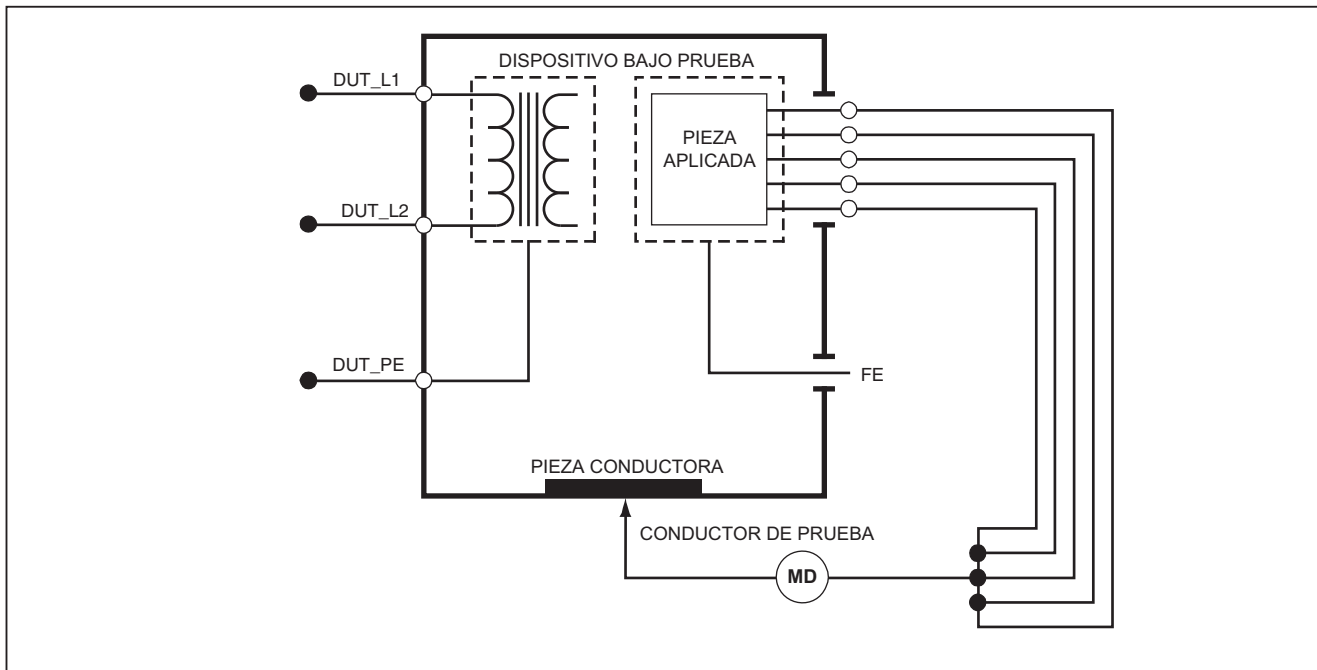 DISPOSITIVO BAJO PRUEBA
DUT_L1
PIEZA
APLICADA
DUT_L2
DUT_PE
FE
PIEZA CONDUCTORA
CONDUCTOR DE PRUEBA
MD